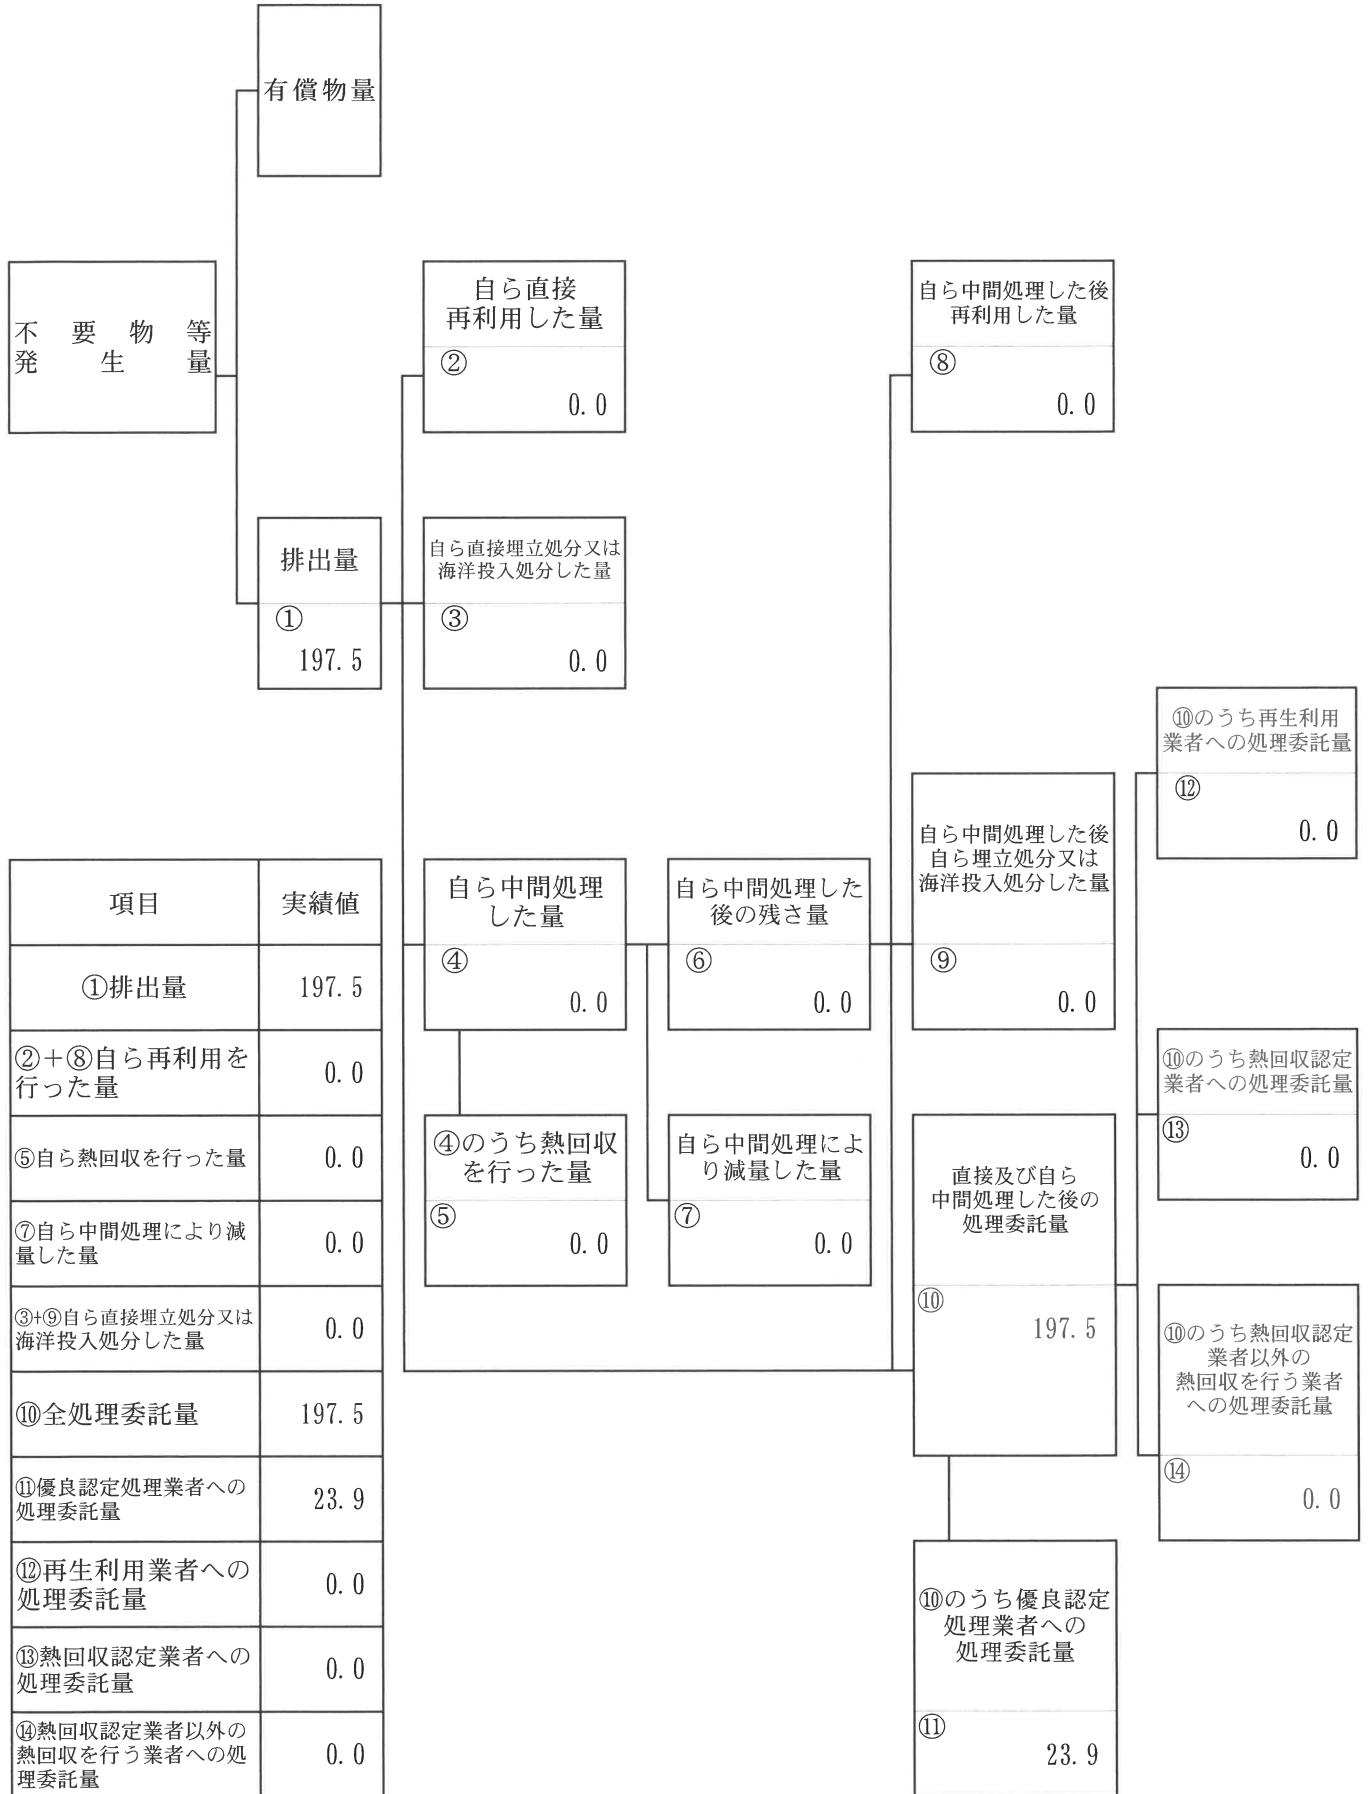 有償物量
不要物等
発生量
自ら直接
再利用した量
②
0.0
自ら中間処理した後
再利用した量
⑧
0.0
排出量
①
197.5
自ら直接埋立処分又は
海洋投入処分した量
③
0.0
⑩のうち再生利用
業者への処理委託量
⑫
0.0
自ら中間処理した後
自ら埋立処分又は
海洋投入処分した量
⑨
0.0
自ら中間処理
した量
④
0.0
自ら中間処理した
後の残さ量
⑥
0.0
⑩のうち熱回収認定
業者への処理委託量
⑬
0.0
④のうち熱回収
を行った量
⑤
0.0
自ら中間処理によ
り減量した量
⑦
0.0
直接及び自ら
中間処理した後の
処理委託量
⑩
197.5
⑩のうち熱回収認定
業者以外の
熱回収を行う業者
への処理委託量
⑭
0.0
⑩のうち優良認定
処理業者への
処理委託量
⑪
23.9
項目 実績値
①排出量 197.5
②+⑧自ら再利用を
行った量 0.0
⑤自ら熱回収を行った量 0.0
⑦自ら中間処理により減
量した量 0.0
③+⑨自ら直接埋立処分又は
海洋投入処分した量 0.0
⑩全処理委託量 197.5
⑪優良認定処理業者への
処理委託量 23.9
⑫再生利用業者への
処理委託量 0.0
⑬熱回収認定業者への
処理委託量 0.0
⑭熱回収認定業者以外の
熱回収を行う業者への処
理委託量 0.0